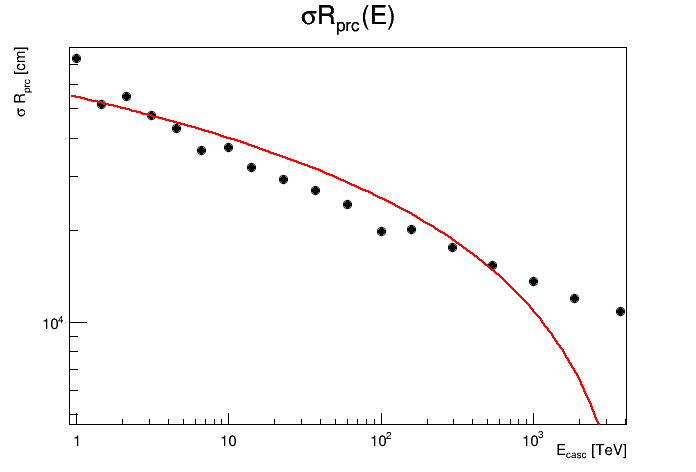 σR_prc(E)
σ R_prc [cm]
10^4
1 10 10^2 10^3
E_casc [TeV]